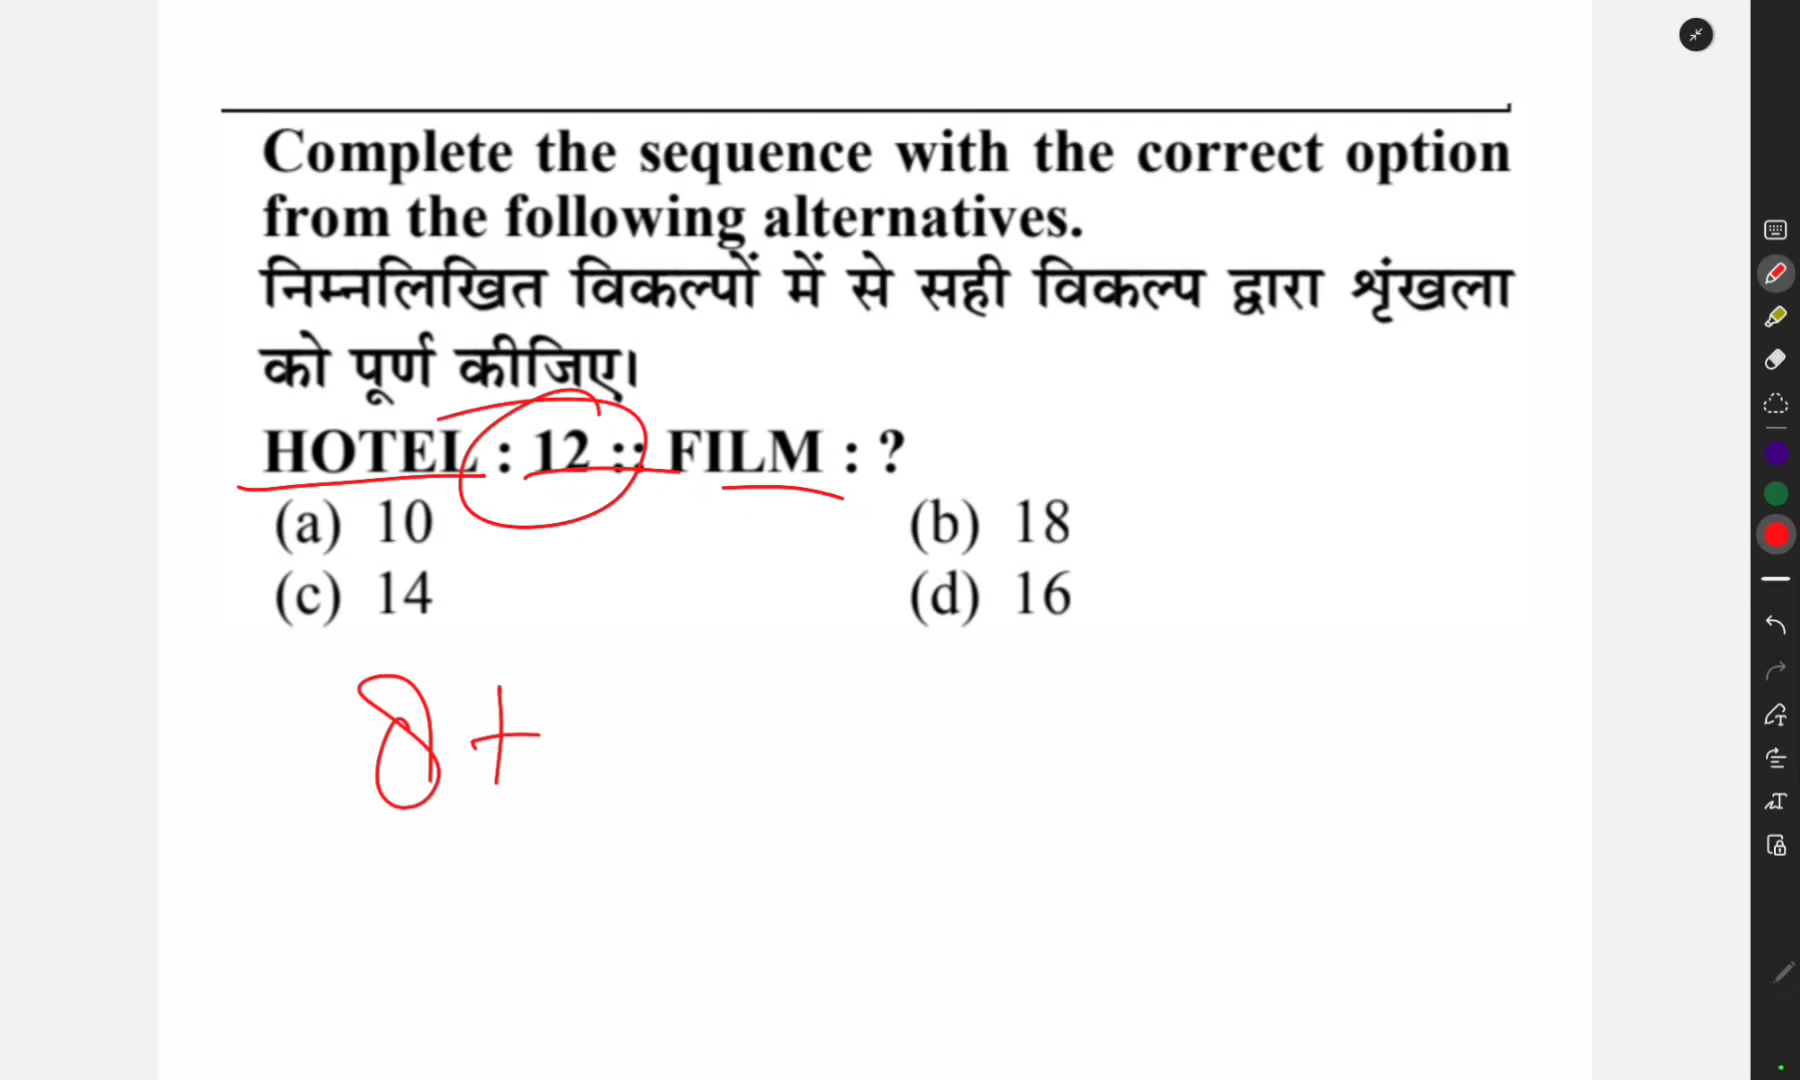 Complete the sequence with the correct option
from the following alternatives.
निम्नलिखित विकल्पों में से सही विकल्प द्वारा शृंखला
को पूर्ण कीजिए।
HOTEL : 12 :: FILM : ?
(a) 10 (b) 18
(c) 14 (d) 16
8+